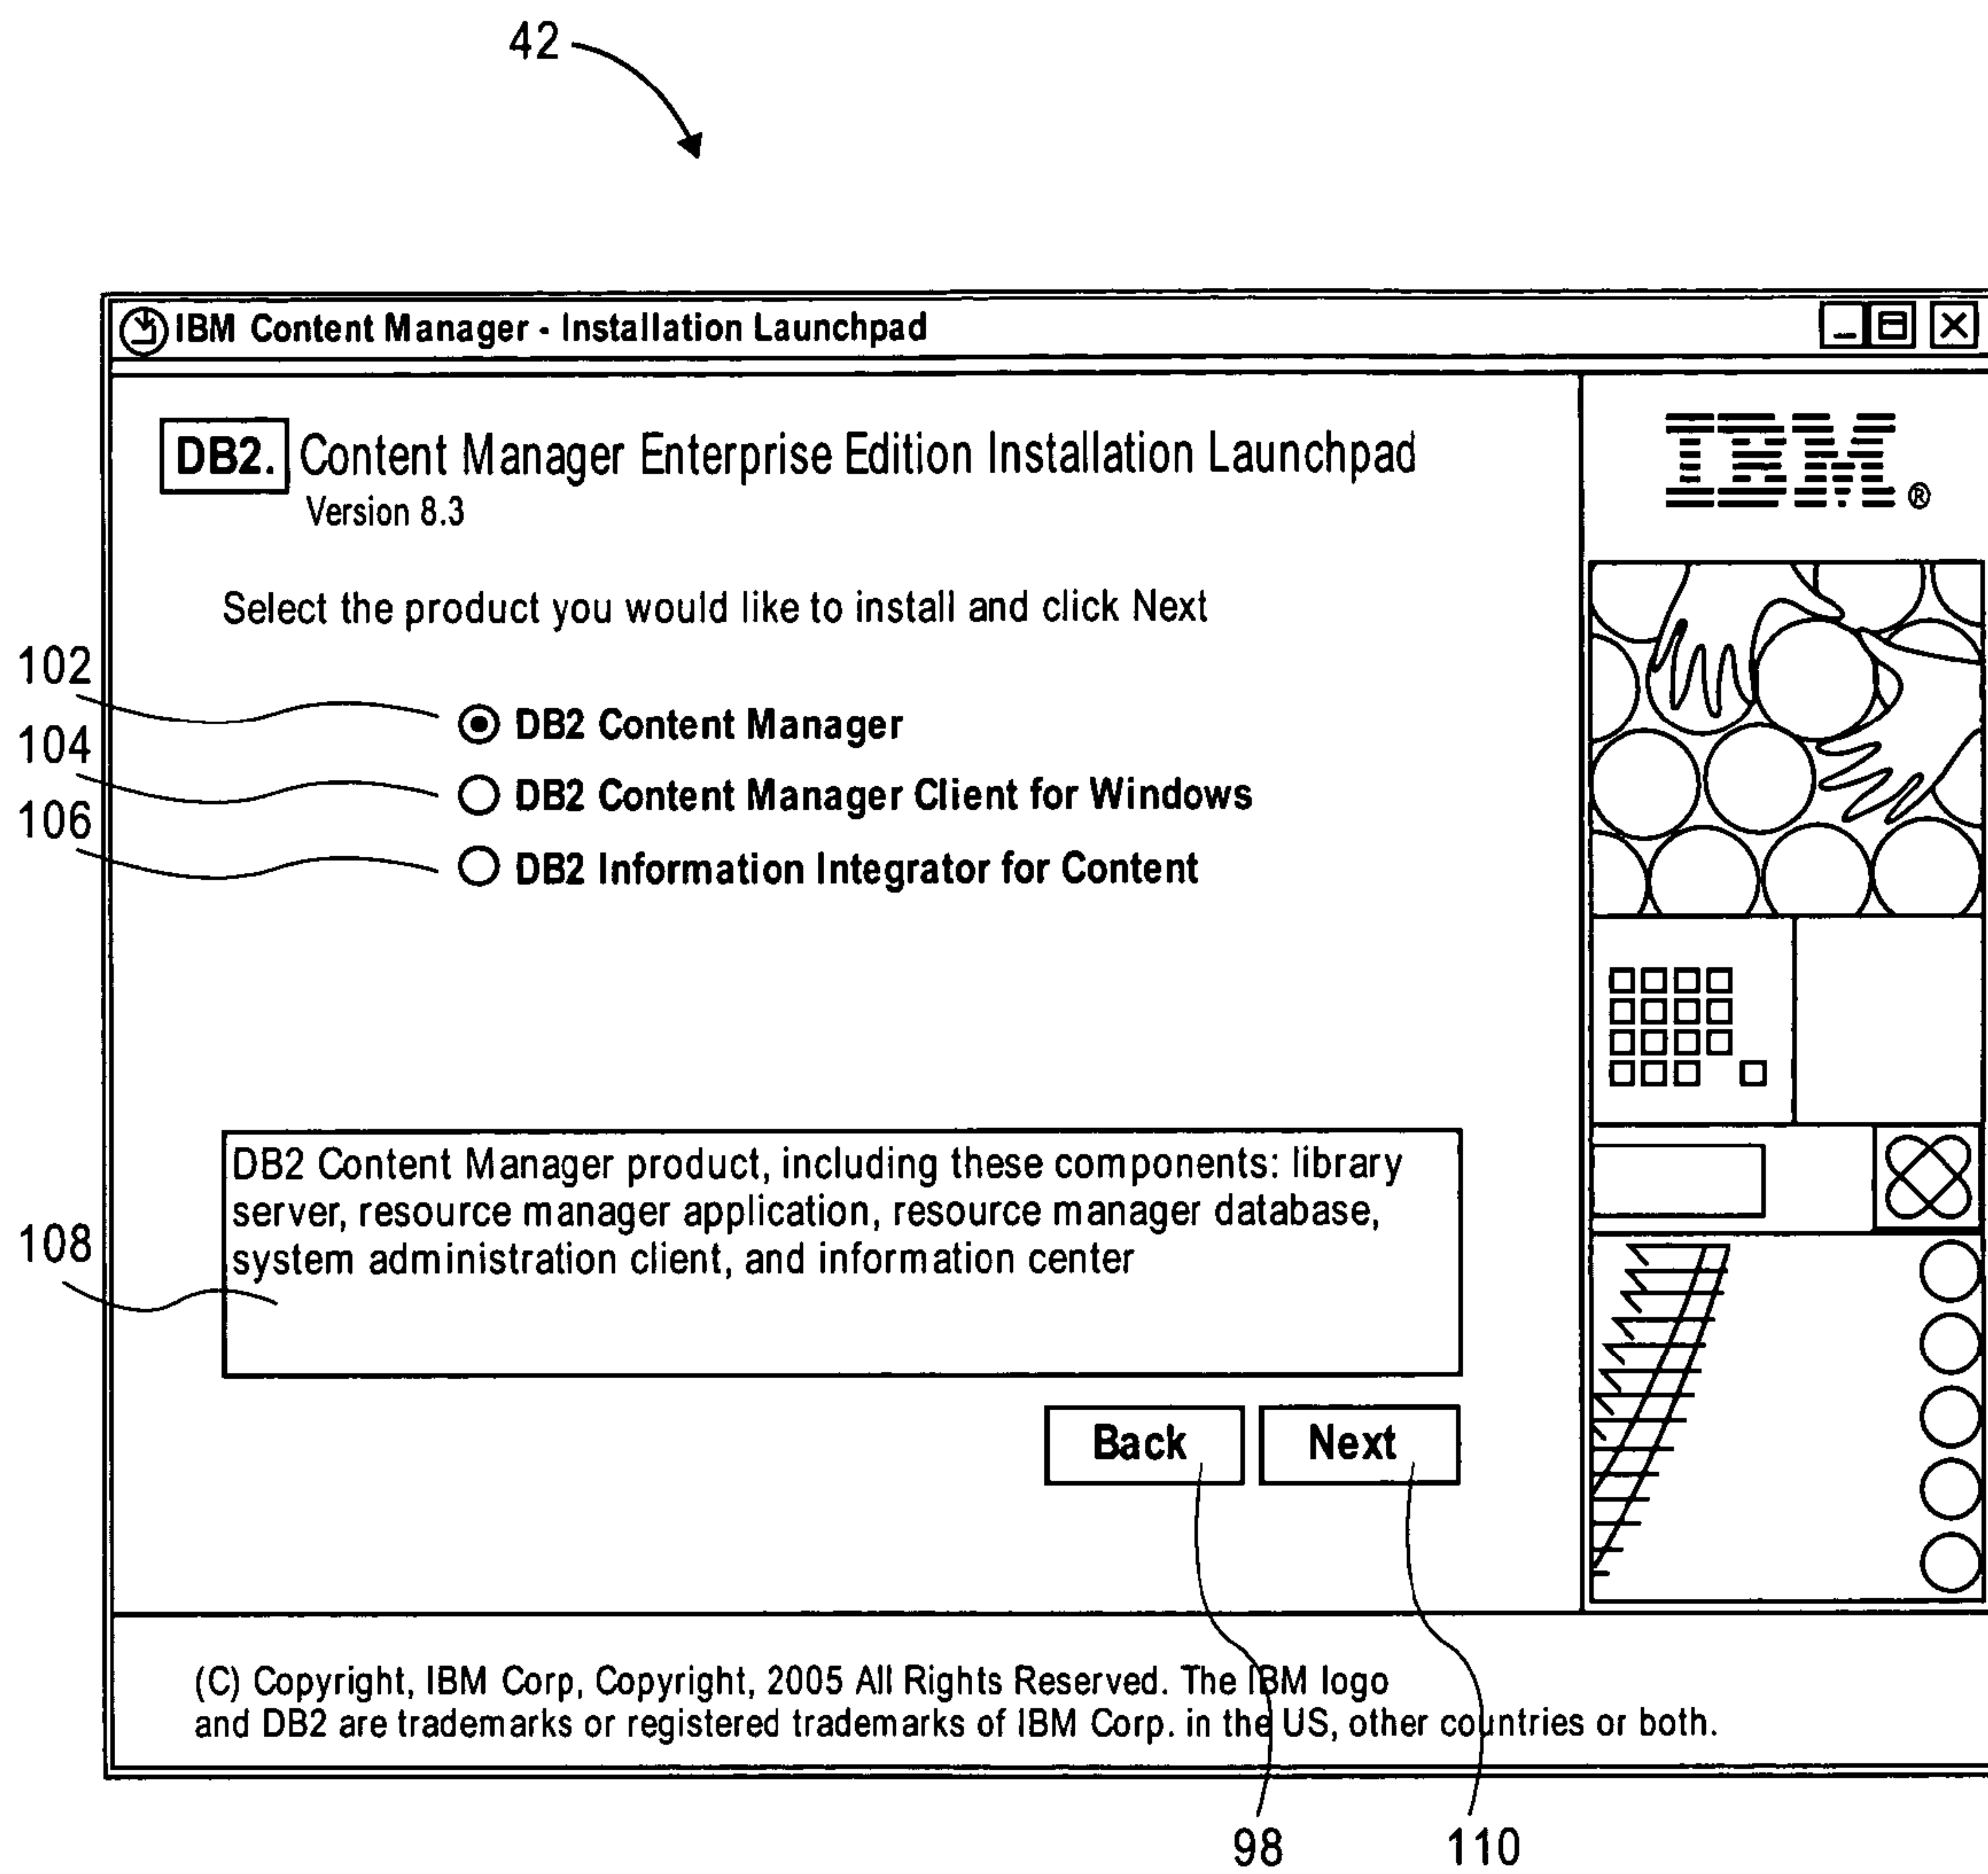 42
IBM Content Manager - Installation Launchpad
DB2. Content Manager Enterprise Edition Installation Launchpad
Version 8.3
IBM®
Select the product you would like to install and click Next
102
DB2 Content Manager
104
DB2 Content Manager Client for Windows
106
DB2 Information Integrator for Content
DB2 Content Manager product, including these components: library
server, resource manager application, resource manager database,
system administration client, and information center
108
Back Next
(C) Copyright, IBM Corp, Copyright, 2005 All Rights Reserved. The IBM logo
and DB2 are trademarks or registered trademarks of IBM Corp. in the US, other countries or both.
98 110